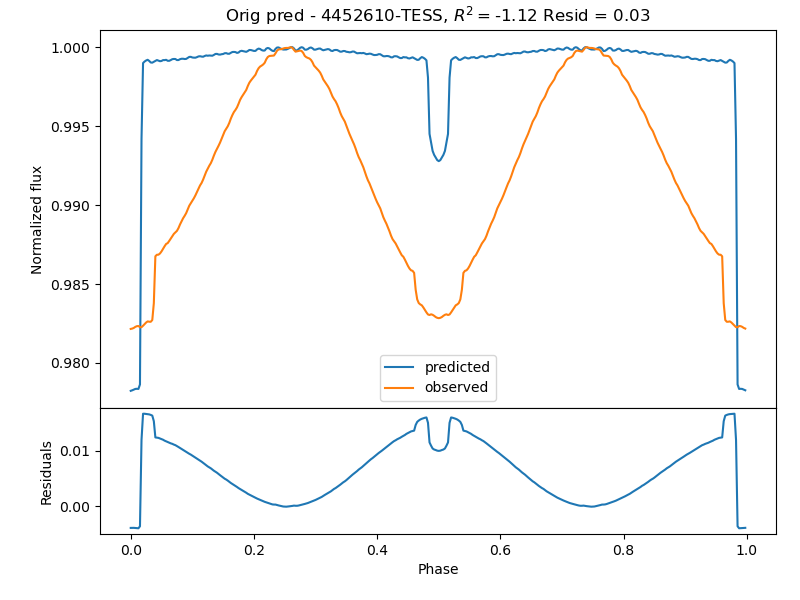 Orig pred - 4452610-TESS, $R^2 = $-1.12 Resid = 0.03
Normalized flux
1.000
0.995
0.990
0.985
0.980
predicted
observed
Residuals
0.01
0.00
0.0 0.2 0.4 0.6 0.8 1.0
Phase